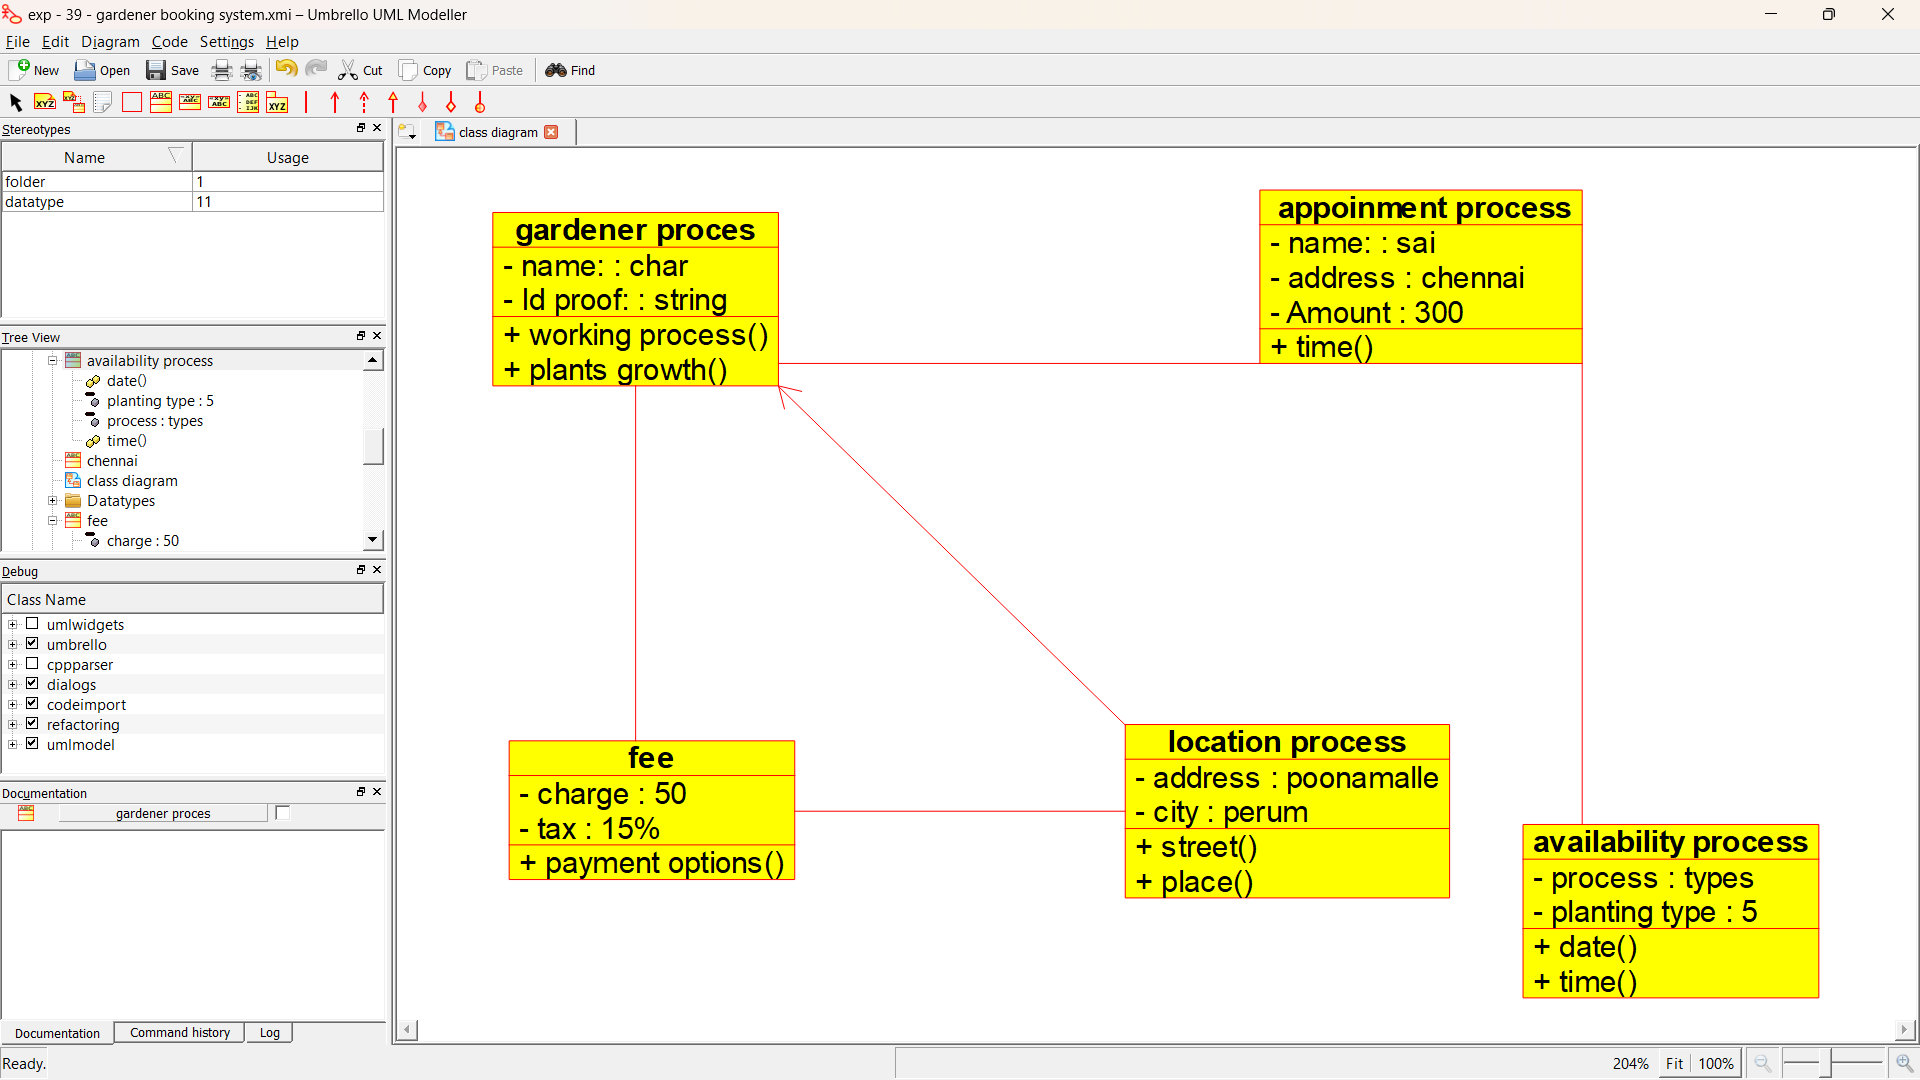 exp - 39 - gardener booking system.xmi – Umbrello UML Modeller
File Edit Diagram Code Settings Help
New Open Save Cut Copy Paste Find
Stereotypes
Name Usage
folder 1
datatype 11
Tree View
availability process
date()
planting type : 5
process : types
time()
chennai
class diagram
Datatypes
fee
charge : 50
Debug
Class Name
umlwidgets
umbrello
cppparser
dialogs
codeimport
refactoring
umlmodel
Documentation
gardener proces
Documentation Command history Log
Ready.
class diagram
gardener proces
- name: : char
- Id proof: : string
+ working process()
+ plants growth()
appoinment process
- name: : sai
- address : chennai
- Amount : 300
+ time()
fee
- charge : 50
- tax : 15%
+ payment options()
location process
- address : poonamalle
- city : perum
+ street()
+ place()
availability process
- process : types
- planting type : 5
+ date()
+ time()
204% Fit 100%